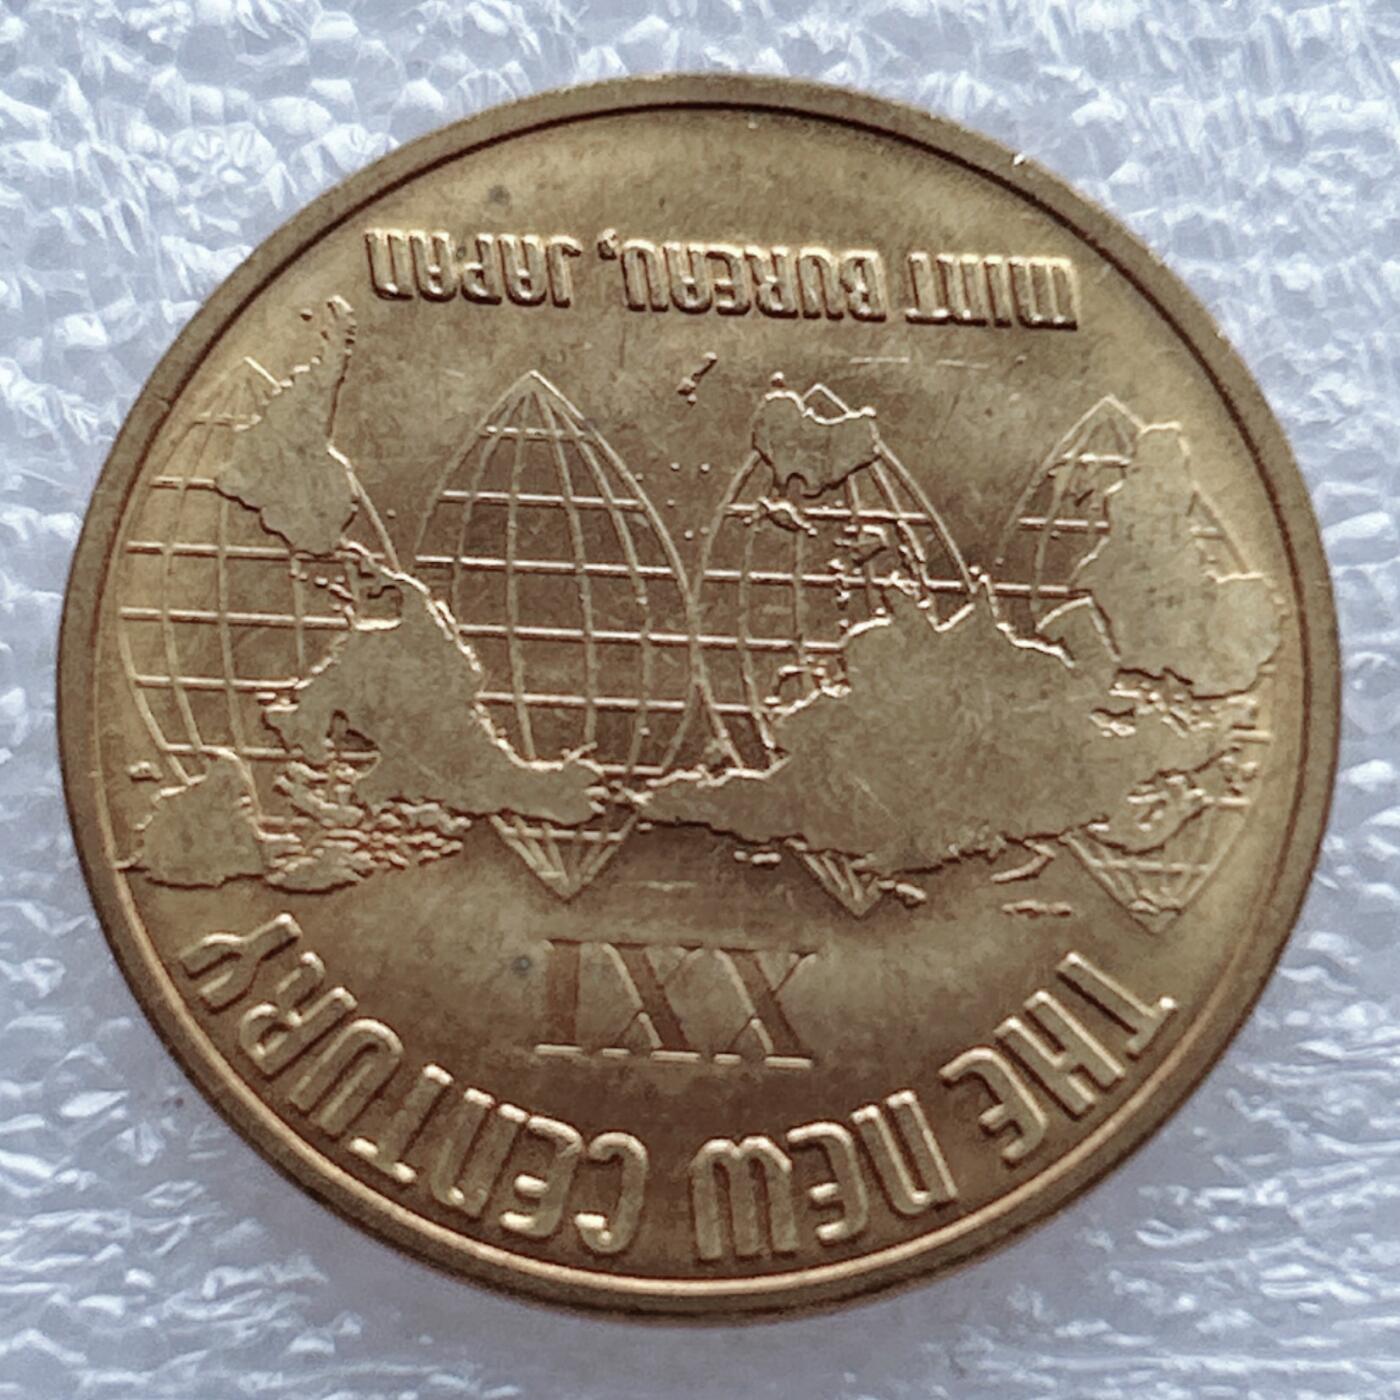 THE NEW CENTURY
XXI
MINT BUREAU, JAPAN